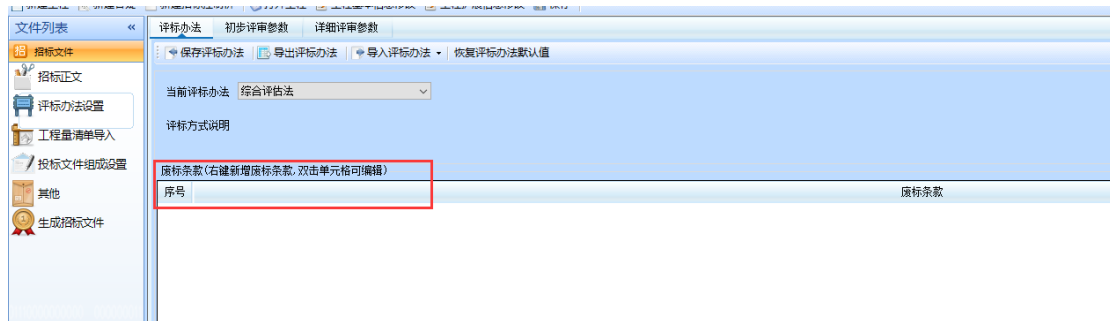 文件列表 «
评标办法 初步评审参数 详细评审参数
招标文件
保存评标办法 导出评标办法 导入评标办法 恢复评标办法默认值
招标正文
当前评标办法 综合评估法
评标办法设置
评标方式说明
工程量清单导入
投标文件组成设置
废标条款(右键新增废标条款,双击单元格可编辑)
序号 废标条款
其他
生成招标文件